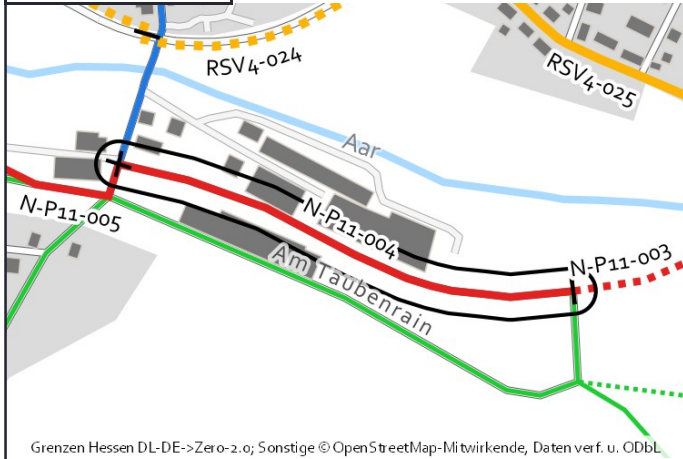 RSV4-024
RSV4-025
Aar
N-P11-005
N-P11-004
N-P11-003
Am Taubenrain
Grenzen Hessen DL-DE->Zero-2.0; Sonstige © OpenStreetMap-Mitwirkende, Daten verf. u. ODbL